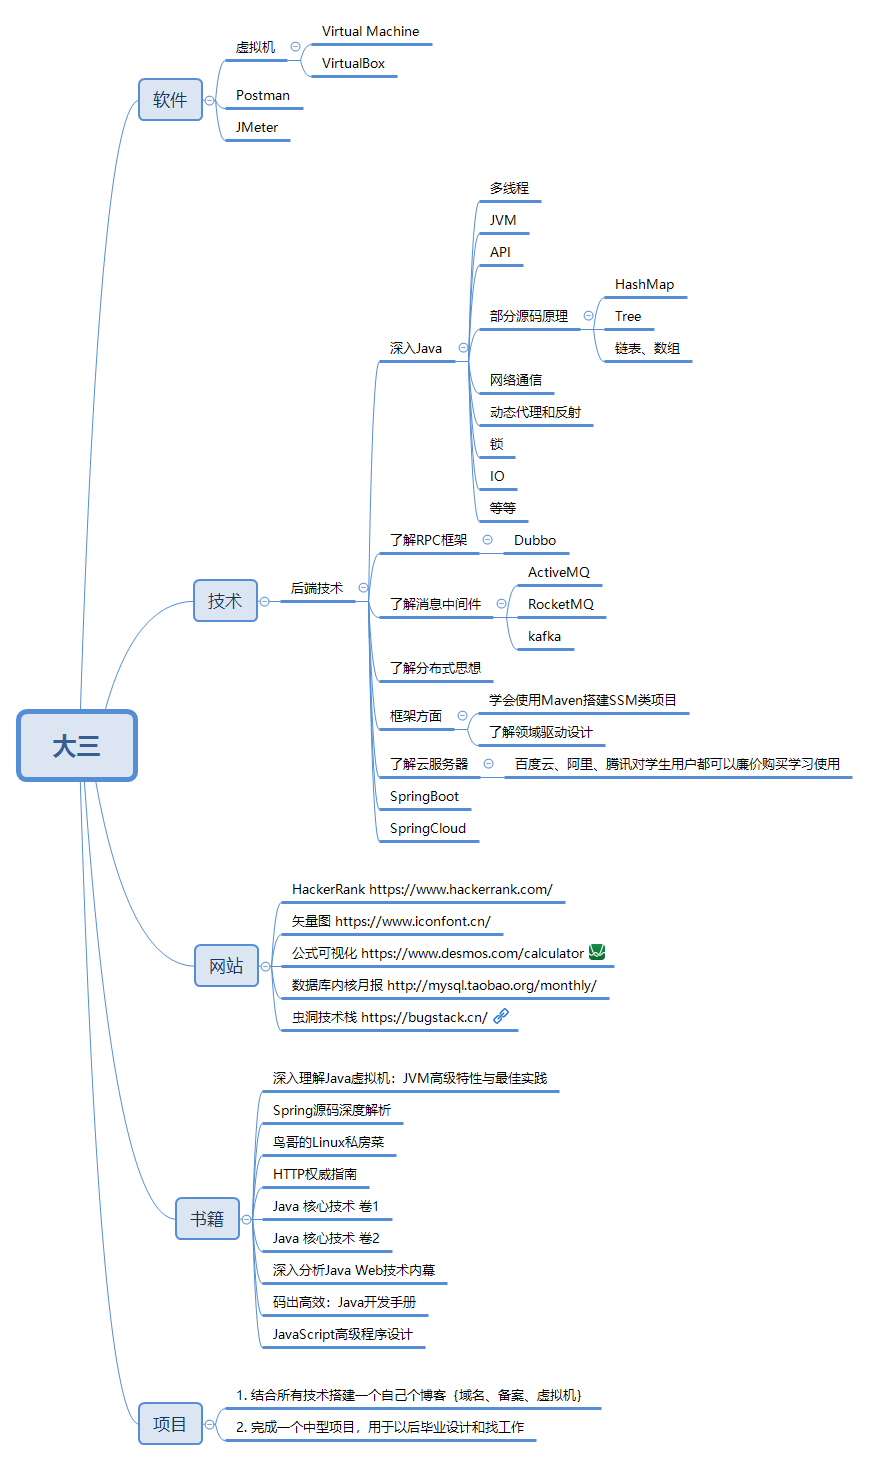 大三
软件
虚拟机
Virtual Machine
VirtualBox
Postman
JMeter
技术
后端技术
深入Java
多线程
JVM
API
部分源码原理
HashMap
Tree
链表、数组
网络通信
动态代理和反射
锁
IO
等等
了解RPC框架
Dubbo
了解消息中间件
ActiveMQ
RocketMQ
kafka
了解分布式思想
框架方面
学会使用Maven搭建SSM类项目
了解领域驱动设计
了解云服务器
百度云、阿里、腾讯对学生用户都可以廉价购买学习使用
SpringBoot
SpringCloud
网站
HackerRank https://www.hackerrank.com/
矢量图 https://www.iconfont.cn/
公式可视化 https://www.desmos.com/calculator
数据库内核月报 http://mysql.taobao.org/monthly/
虫洞技术栈 https://bugstack.cn/
书籍
深入理解Java虚拟机：JVM高级特性与最佳实践
Spring源码深度解析
鸟哥的Linux私房菜
HTTP权威指南
Java 核心技术 卷1
Java 核心技术 卷2
深入分析Java Web技术内幕
码出高效：Java开发手册
JavaScript高级程序设计
项目
1. 结合所有技术搭建一个自己个博客｛域名、备案、虚拟机｝
2. 完成一个中型项目，用于以后毕业设计和找工作